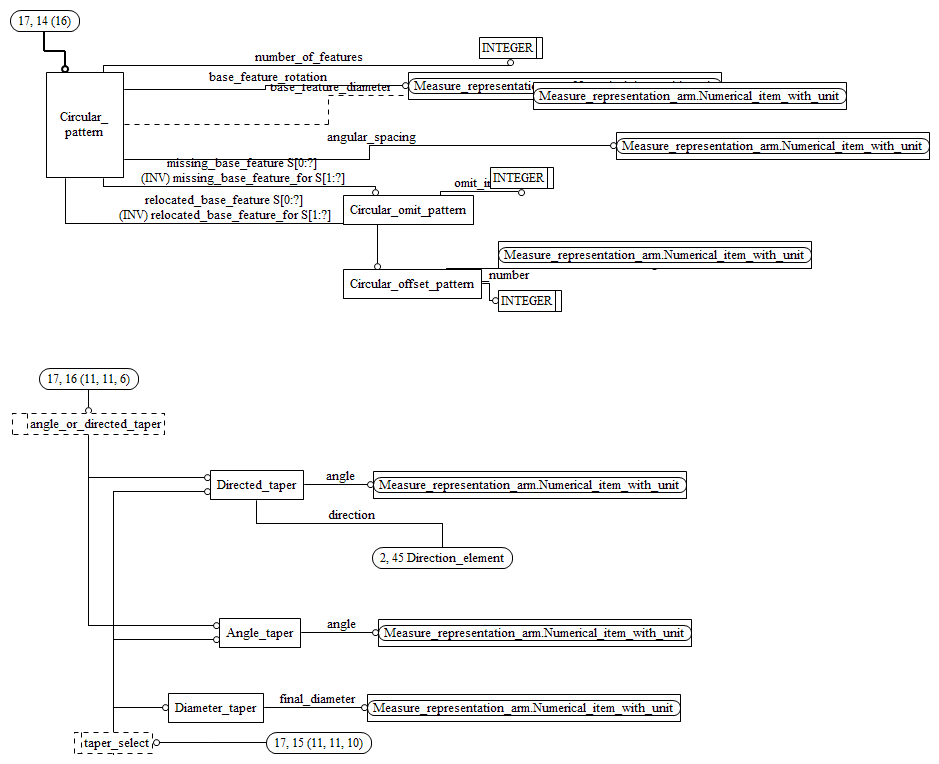 17, 14 (16)
number_of_features
INTEGER
base_feature_rotation
base_feature_diameter
Measure_representati
Measure_representation_arm.Numerical_item_with_unit
Circular_
pattern
angular_spacing
Measure_representation_arm.Numerical_item_with_unit
missing_base_feature S[0:?]
(INV) missing_base_feature_for S[1:?]
omit_i
INTEGER
relocated_base_feature S[0:?]
(INV) relocated_base_feature_for S[1:?]
Circular_omit_pattern
Measure_representation_arm.Numerical_item_with_unit
number
Circular_offset_pattern
INTEGER
17, 16 (11, 11, 6)
angle_or_directed_taper
Directed_taper
angle
Measure_representation_arm.Numerical_item_with_unit
direction
2, 45 Direction_element
Angle_taper
angle
Measure_representation_arm.Numerical_item_with_unit
Diameter_taper
final_diameter
Measure_representation_arm.Numerical_item_with_unit
taper_select
17, 15 (11, 11, 10)